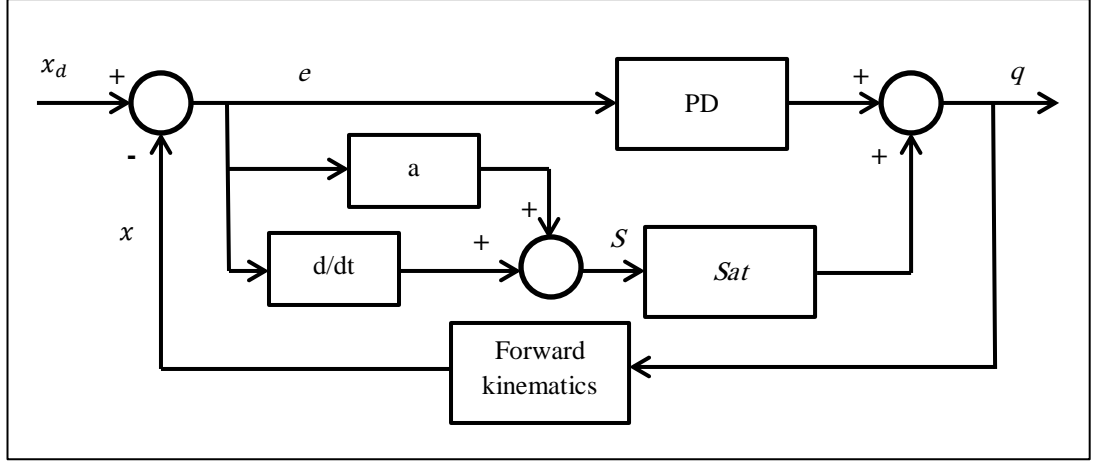 x_d
+
e
PD
+
q
-
a
+
+
x
d/dt
+
S
Sat
Forward
kinematics